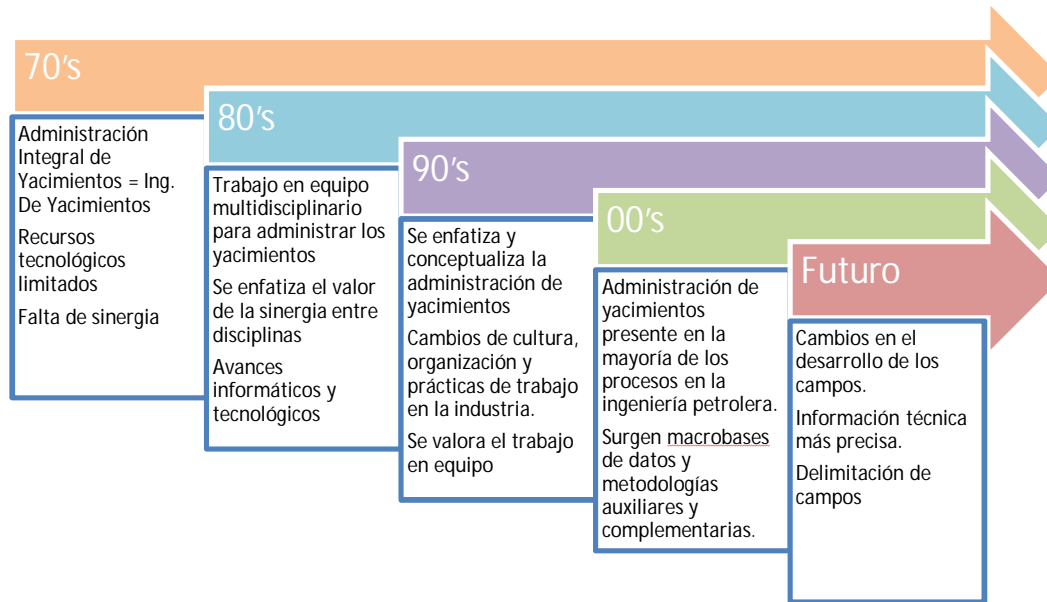 70's
Administración
Integral de
Yacimientos = Ing.
De Yacimientos
Recursos
tecnológicos
limitados
Falta de sinergia
80's
Trabajo en equipo
multidisciplinario
para administrar los
yacimientos
Se enfatiza el valor
de la sinergia entre
disciplinas
Avances
informáticos y
tecnológicos
90's
Se enfatiza y
conceptualiza la
administración de
yacimientos
Cambios de cultura,
organización y
prácticas de trabajo
en la industria.
Se valora el trabajo
en equipo
00's
Administración de
yacimientos
presente en la
mayoría de los
procesos en la
ingeniería petrolera.
Surgen macrobases
de datos y
metodologías
auxiliares y
complementarias.
Futuro
Cambios en el
desarrollo de los
campos.
Información técnica
más precisa.
Delimitación de
campos